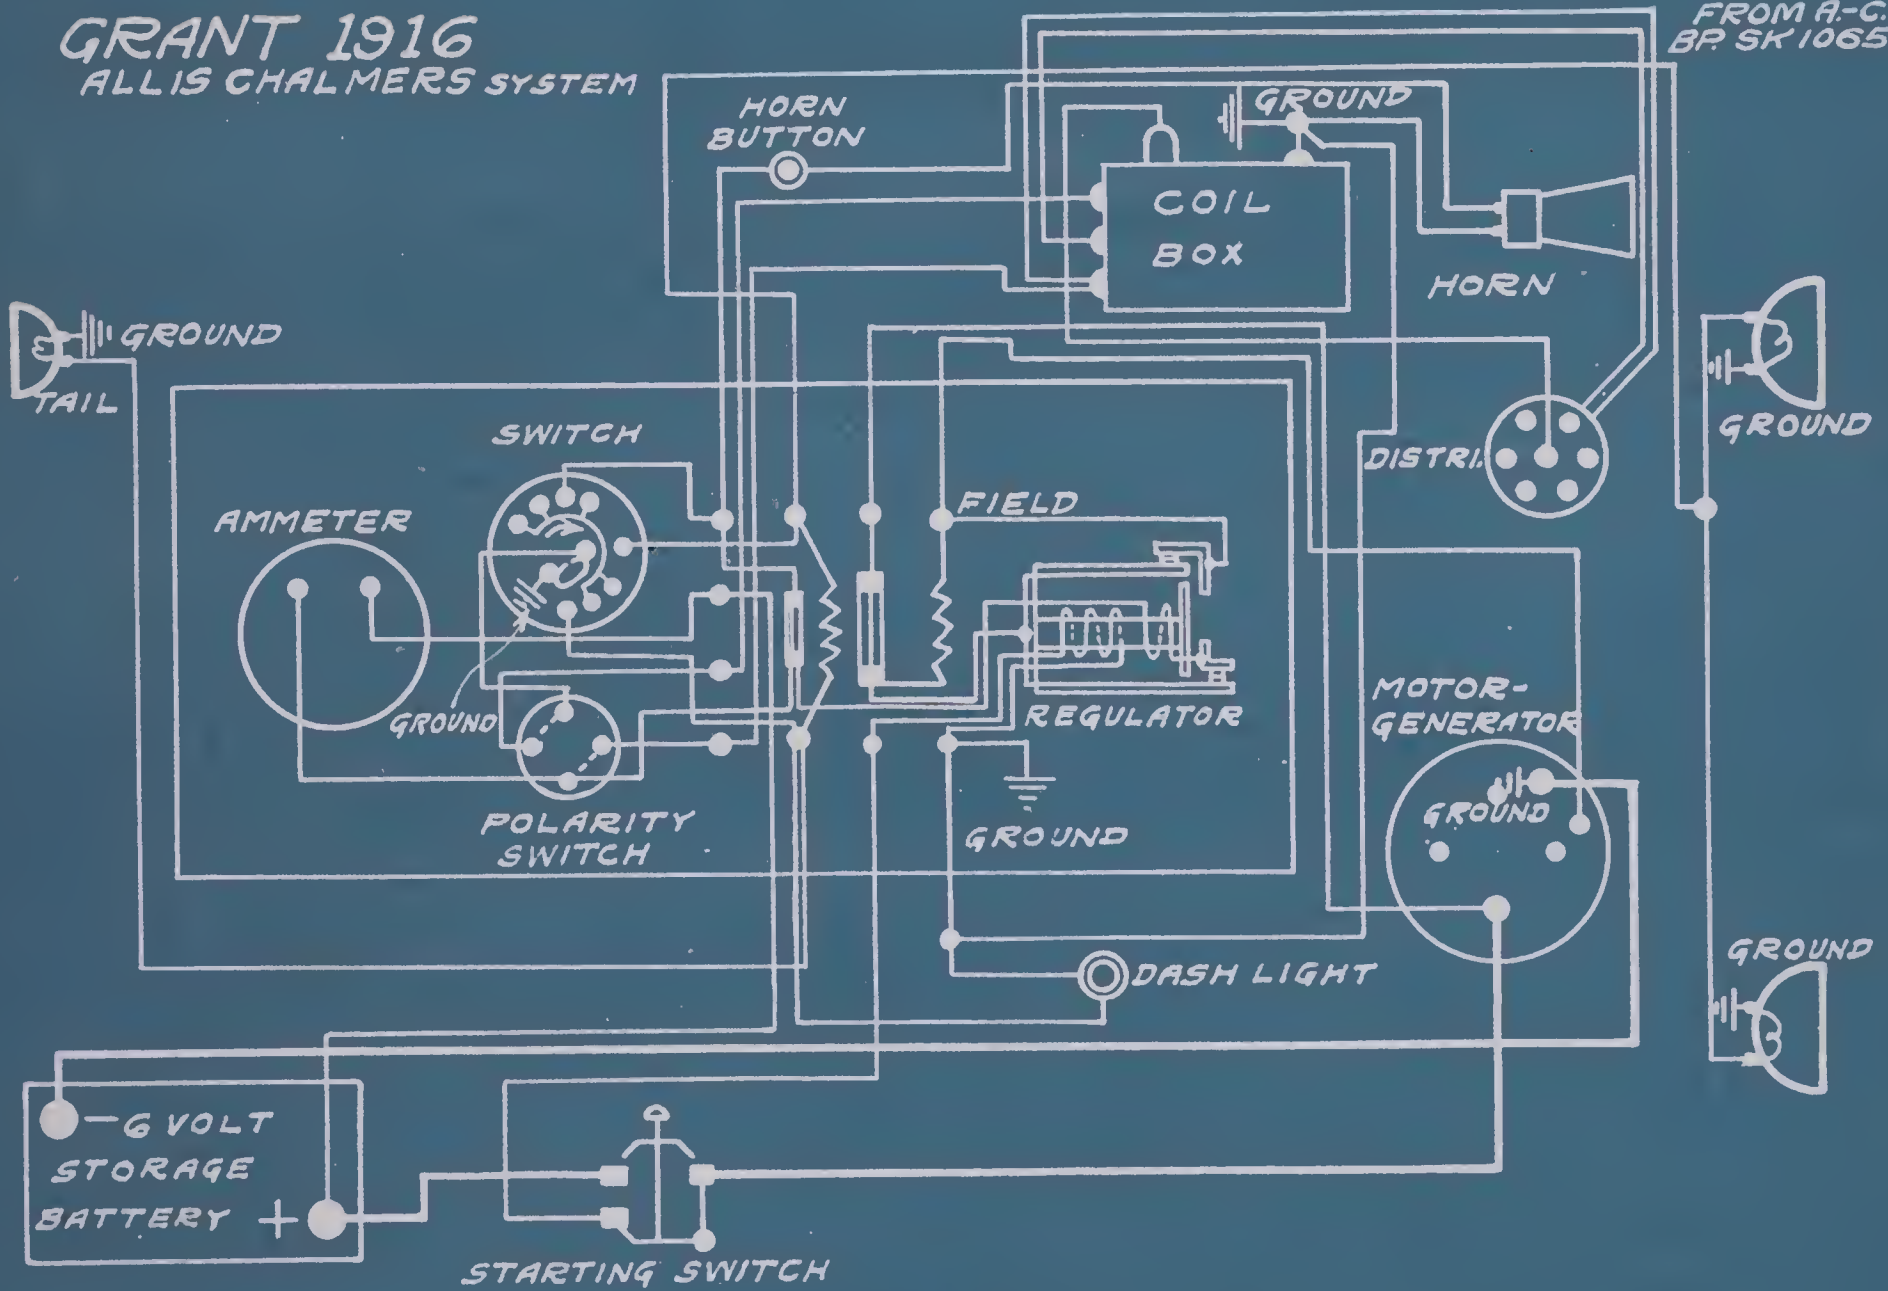 GRANT 1916
ALLIS CHALMERS SYSTEM
FROM A.-C.
B.P. SK 1065
HORN
BUTTON
GROUND
COIL
BOX
HORN
GROUND
TAIL
GROUND
SWITCH
DISTRI.
AMMETER
FIELD
GROUND
REGULATOR
MOTOR-
GENERATOR
GROUND
POLARITY
SWITCH
GROUND
GROUND
DASH LIGHT
- 6 VOLT
STORAGE
BATTERY +
STARTING SWITCH